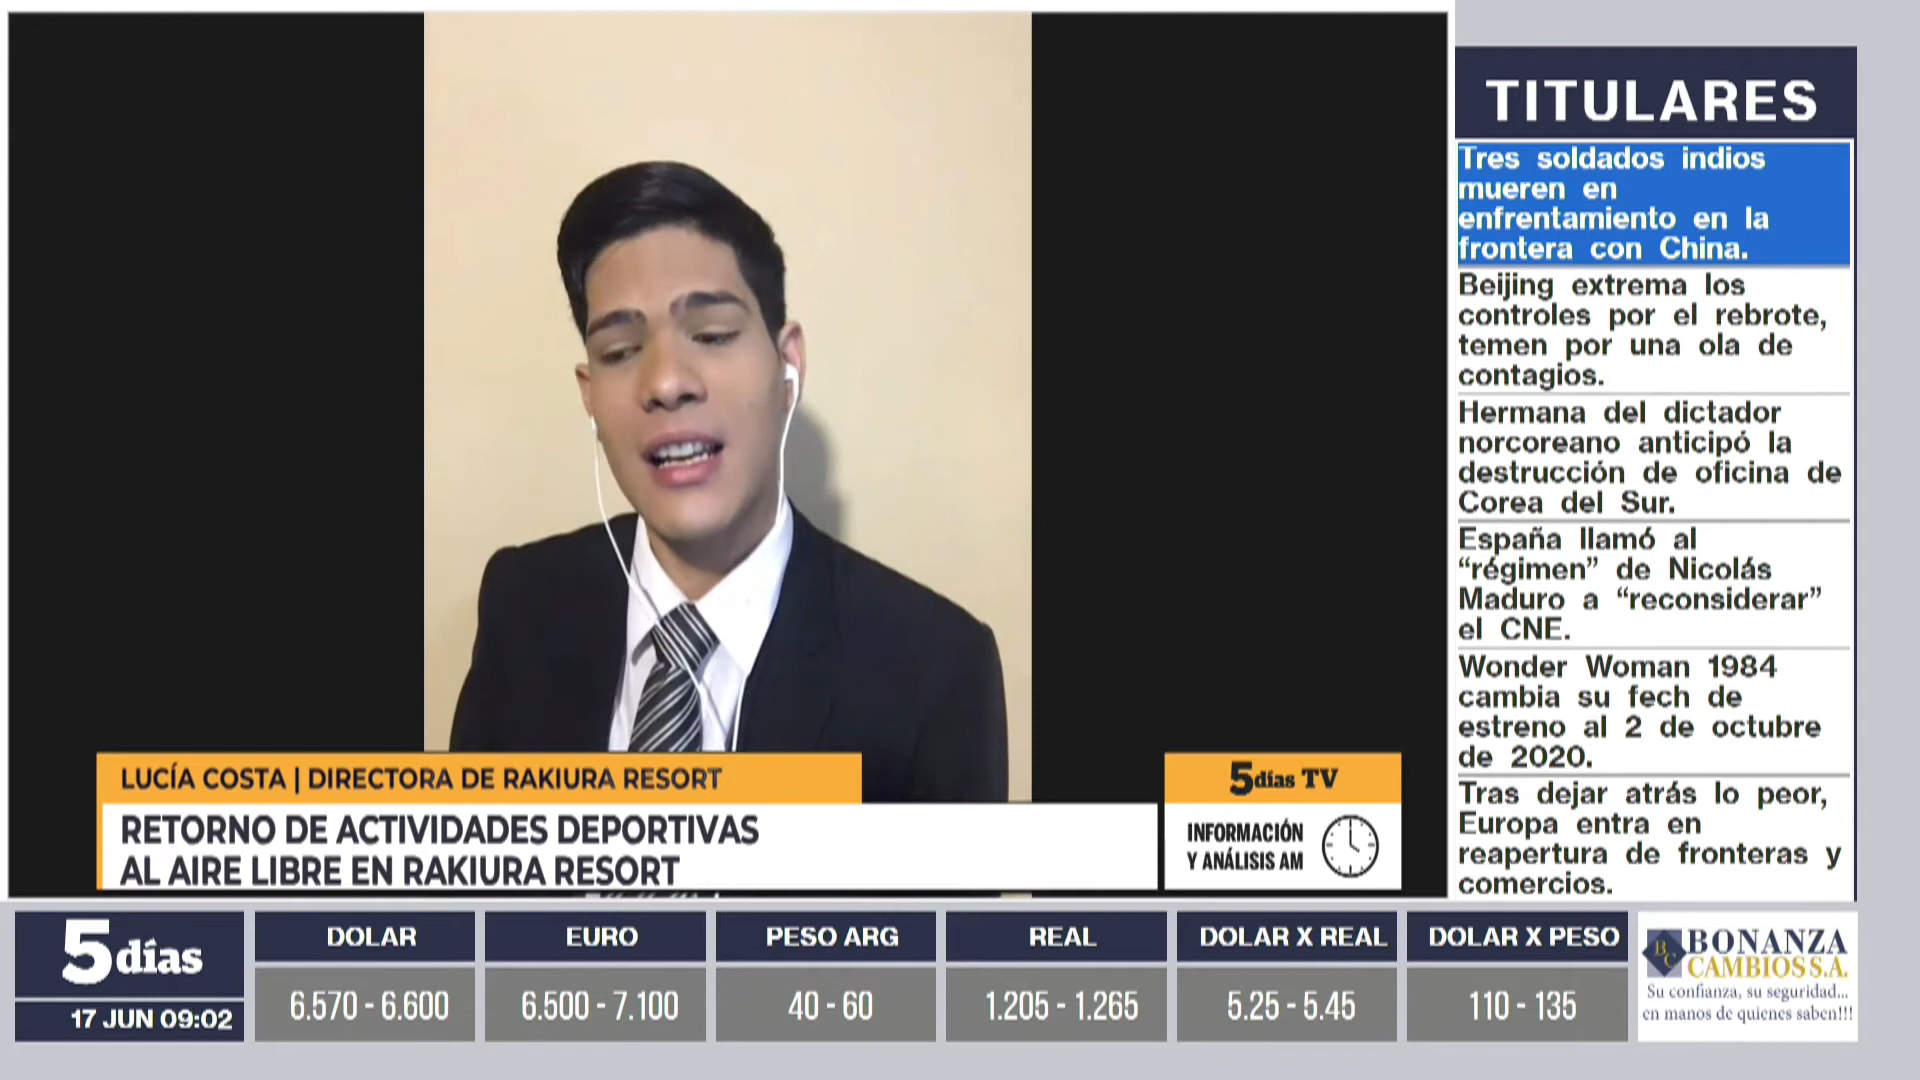 TITULARES
Tres soldados indios
mueren en
enfrentamiento en la
frontera con China.
Beijing extrema los
controles por el rebrote,
temen por una ola de
contagios.
Hermana del dictador
norcoreano anticipó la
destrucción de oficina de
Corea del Sur.
España llamó al
“régimen” de Nicolás
Maduro a “reconsiderar”
el CNE.
Wonder Woman 1984
cambia su fech de
estreno al 2 de octubre
de 2020.
Tras dejar atrás lo peor,
Europa entra en
reapertura de fronteras y
comercios.
LUCÍA COSTA | DIRECTORA DE RAKIURA RESORT
RETORNO DE ACTIVIDADES DEPORTIVAS
AL AIRE LIBRE EN RAKIURA RESORT
5días TV
INFORMACIÓN
Y ANÁLISIS AM
5días
17 JUN 09:02
DOLAR
6.570 - 6.600
EURO
6.500 - 7.100
PESO ARG
40 - 60
REAL
1.205 - 1.265
DOLAR X REAL
5.25 - 5.45
DOLAR X PESO
110 - 135
BC
BONANZA
CAMBIOS S.A.
Su confianza, su seguridad...
en manos de quienes saben!!!